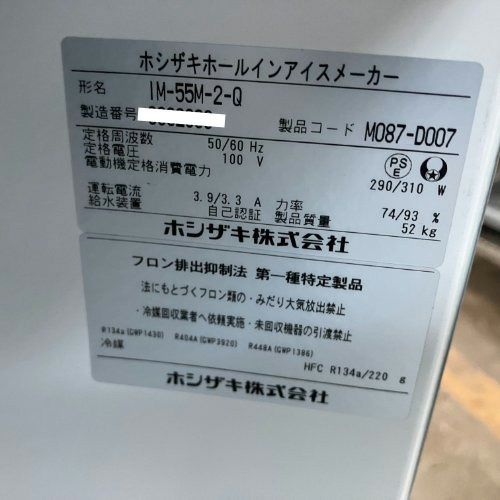 ホシザキホールインアイスメーカー
形名 IM-55M-2-Q
製造番号
製品コード M087-D007
定格周波数 50/60 Hz
定格電圧 100 V
電動機定格消費電力 290/310 W
PS
E
運転電流 3.9/3.3 A 力率 74/93 %
給水装置 自己認証 製品質量 52 kg
ホシザキ株式会社
フロン排出抑制法 第一種特定製品
・法にもとづくフロン類の・みだり大気放出禁止
・冷媒回収業者へ依頼実施・未回収機器の引渡禁止
R134a(GWP1430) R404A(GWP3920) R448A(GWP1386)
冷媒 HFC R134a/220 g
ホシザキ株式会社